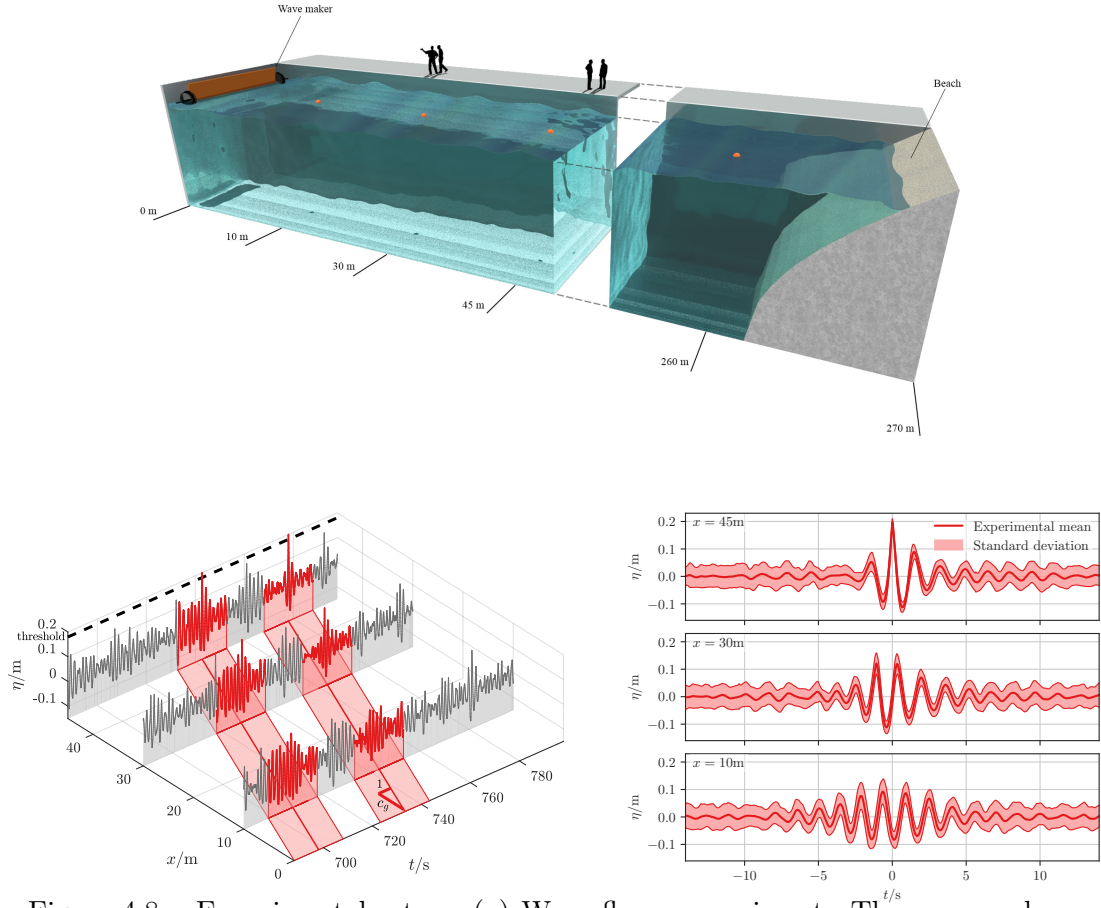 Wave maker
Beach
0 m
10 m
30 m
45 m
260 m
270 m
0.2
threshold
0.1
0
-0.1
η/m
40
30
20
10
0
x/m
700
720
740
760
780
t/s
1
c_g
x = 45m
Experimental mean
Standard deviation
0.2
0.1
0.0
−0.1
η/m
x = 30m
0.2
0.1
0.0
−0.1
η/m
x = 10m
0.2
0.1
0.0
−0.1
η/m
−10
−5
0
5
10
t/s